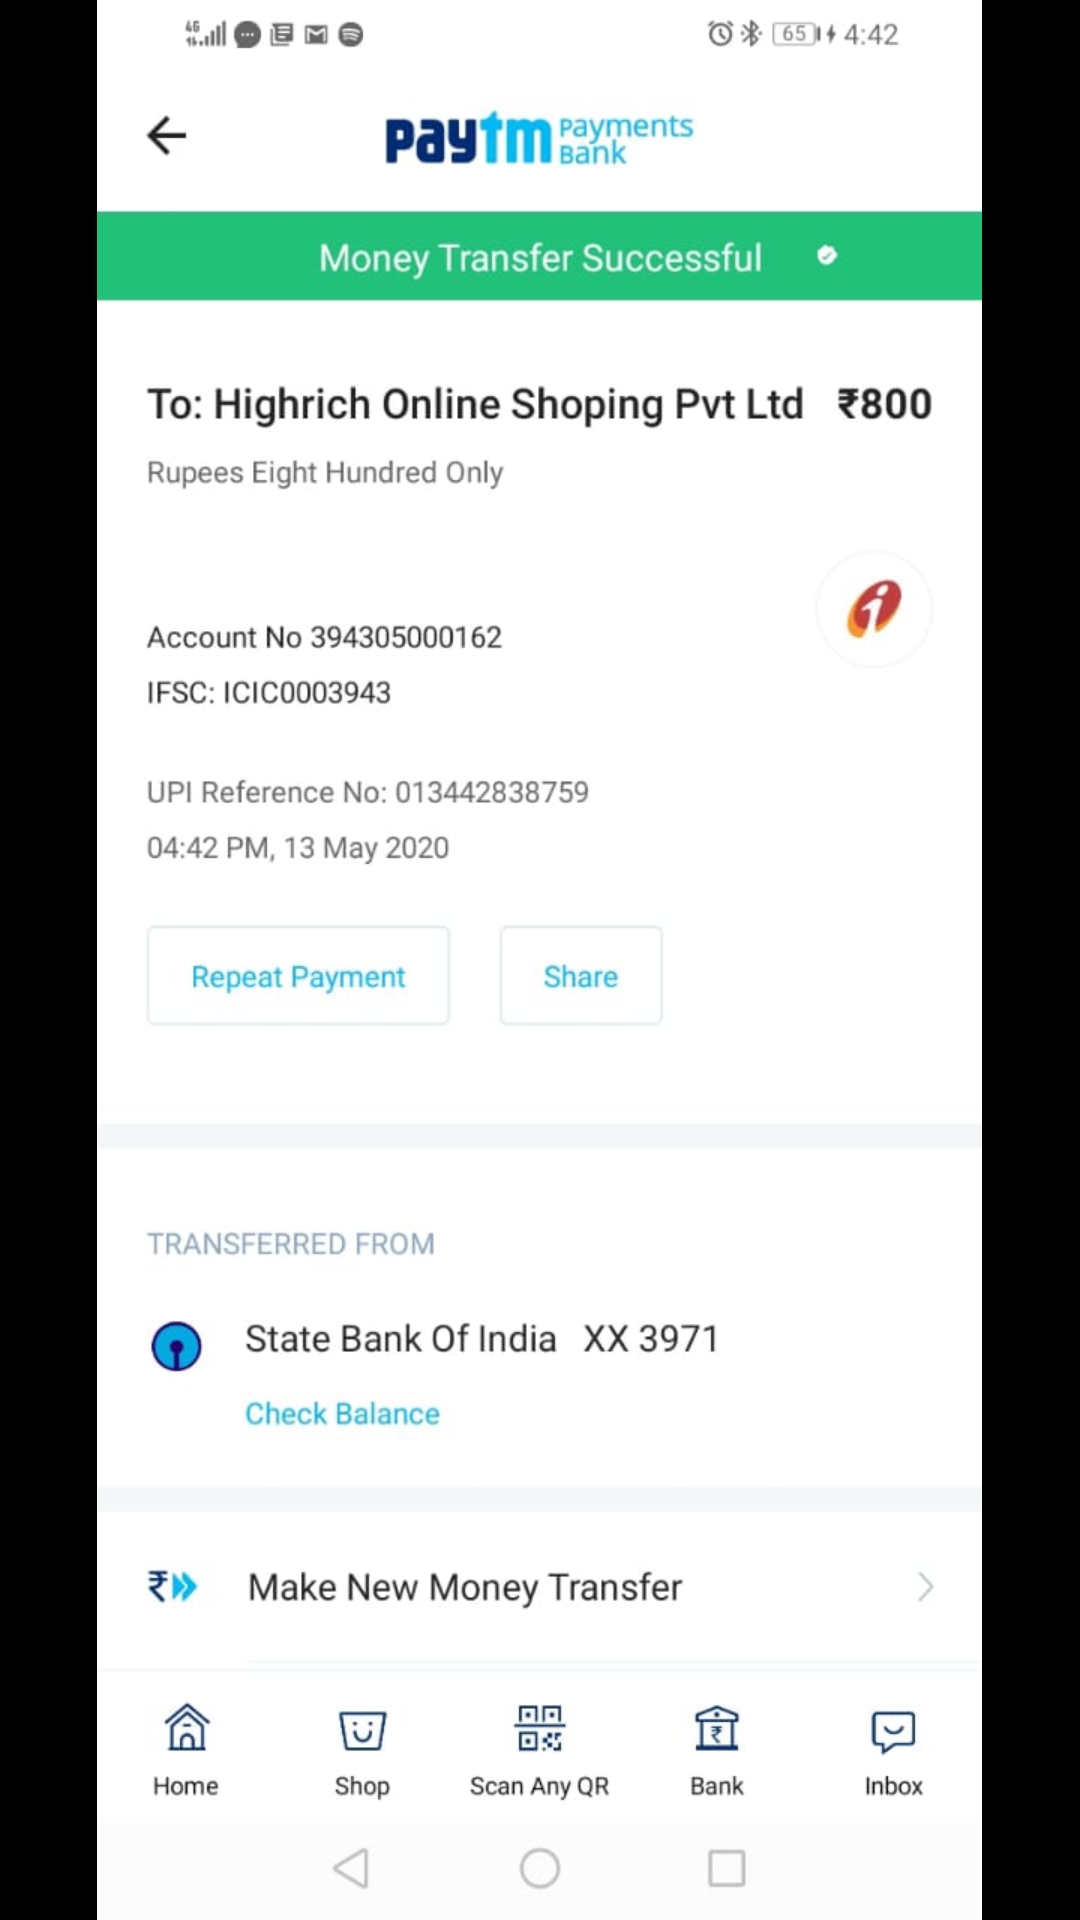 4G 65 4:42
paytm Payments Bank
Money Transfer Successful
To: Highrich Online Shoping Pvt Ltd ₹800
Rupees Eight Hundred Only
Account No 394305000162
IFSC: ICIC0003943
UPI Reference No: 013442838759
04:42 PM, 13 May 2020
Repeat Payment Share
TRANSFERRED FROM
State Bank Of India XX 3971
Check Balance
Make New Money Transfer
Home Shop Scan Any QR Bank Inbox